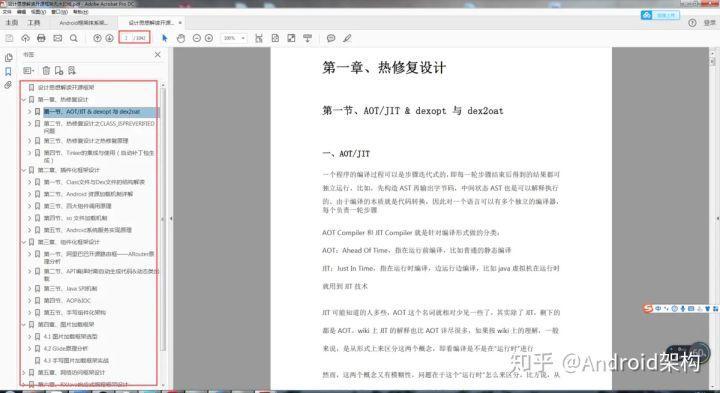 设计思想解读开源框架
文件(F) 编辑(E) 视图(V) 窗口(W) 帮助(H)
主页 工具 Android框架体系架... 设计思想解读开源框... × 登录
1 / 1042 200%
书签
设计思想解读开源框架
第一章、热修复设计
第一节、AOT/JIT & dexopt 与 dex2oat
第二节、热修复设计之CLASS_ISPREVERIFIED
问题
第三节、热修复设计之热修复原理
第四节、Tinker的集成与使用（自动补丁包生
成）
第二章、插件化框架设计
第一节、Class文件与Dex文件的结构解读
第二节、Android 资源加载机制详解
第三节、四大组件调用原理
第四节、so 文件加载机制
第五节、Android系统服务实现原理
第三章、组件化框架设计
第一节、阿里巴巴开源路由框——ARouter原
理分析
第二节、APT编译时期自动生成代码&动态类加
载
第三节、Java SPI机制
第四节、AOP&IOC
第五节、手写组件化架构
第四章、图片加载框架
4.1 图片加载框架选型
4.2 Glide原理分析
4.3 手写图片加载框架实战
第五章、网络访问框架设计
第六章、RXJava响应式编程框架设计
第一章、热修复设计
第一节、AOT/JIT & dexopt 与 dex2oat
一、AOT/JIT
一个程序的编译过程可以是步骤迭代式的，即每一轮步骤结束后得到的结果都可
独立运行。比如，先构造 AST 再输出字节码，中间状态 AST 也是可以解释执行
的。由于编译的本质就是代码转换，因此对一个语言可以有多个独立的编译器，
每个负责一轮步骤
AOT Compiler 和 JIT Compiler 就是针对编译形式做的分类：
AOT：Ahead Of Time，指在运行前编译，比如普通的静态编译
JIT：Just In Time，指在运行时编译，边运行边编译，比如 java 虚拟机在运行时
就用到 JIT 技术
JIT 可能知道的人多些，AOT 这个名词就相对少见一些了，其实除了 JIT，剩下的
都是 AOT。wiki 上 JIT 的解释也比 AOT 详尽很多，如果按 wiki 上的理解，一般
来说，是从形式上来区分这两个概念，即看编译是不是在“运行时”进行
然而，这两个概念又有模糊性，问题在于这个“运行时”怎么来区分。比方说，从
知乎 @Android架构